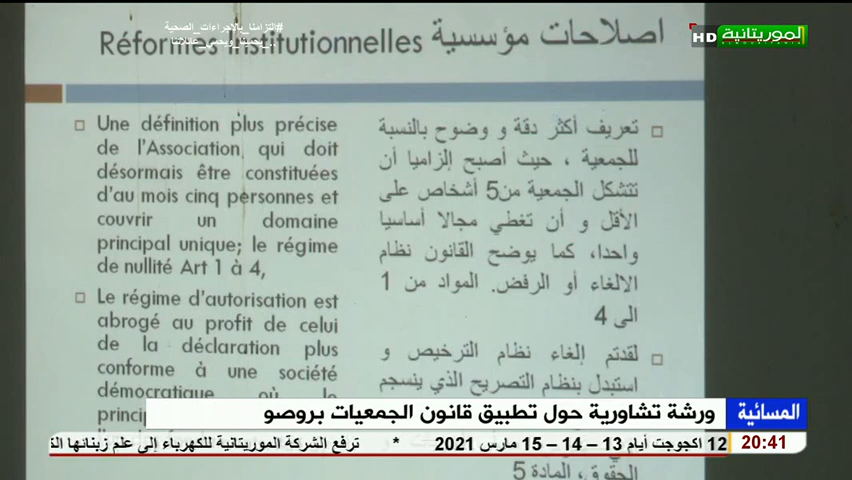 #التزامنا_بالاجراءات_الصحية
HD الموريتانية
Réformes institutionnelles اصلاحات مؤسسية
Une définition plus précise
de l'Association, qui doit
désormais être constituées
d'au mois cinq personnes et
couvrir un domaine
principal unique; le régime
de nullité Art 1 à 4,
Le régime d'autorisation est
abrogé au profit de celui
de la déclaration plus
conforme à une société
démocratique où le
تعريف أكثر دقة و وضوح بالنسبة
للجمعية ، حيث أصبح إلزاميا أن
تتشكل الجمعية من5 أشخاص على
الأقل و أن تغطي مجالا أساسيا
واحدا، كما يوضح القانون نظام
الالغاء أو الرفض. المواد من 1
الى 4
لقدتم إلغاء نظام الترخيص و
استبدل بنظام التصريح الذي ينسجم
الحقوق، المادة 5
المسائية
ورشة تشاورية حول تطبيق قانون الجمعيات بروصو
20:41
12 اكجوجت أيام 13 – 14 – 15 مارس 2021 * ترفع الشركة الموريتانية للكهرباء إلى علم زبنائها